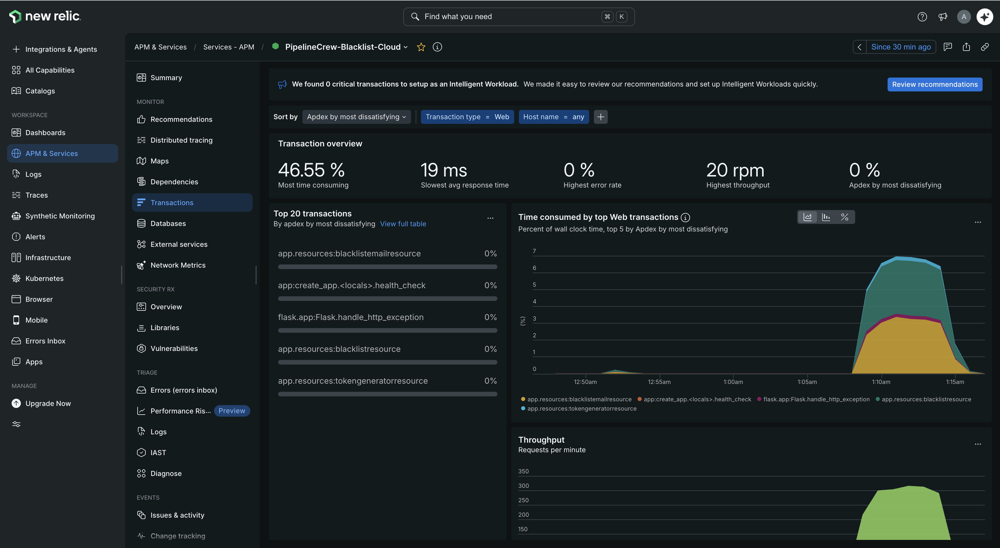 new relic.
Find what you need
⌘ K
A
Integrations & Agents
All Capabilities
Catalogs
WORKSPACE
Dashboards
APM & Services
Logs
Traces
Synthetic Monitoring
Alerts
Infrastructure
Kubernetes
Browser
Mobile
Errors Inbox
Apps
MANAGE
Upgrade Now
APM & Services / Services - APM / PipelineCrew-Blacklist-Cloud
Since 30 min ago
Summary
MONITOR
Recommendations
Distributed tracing
Maps
Dependencies
Transactions
Databases
External services
Network Metrics
SECURITY RX
Overview
Libraries
Vulnerabilities
TRIAGE
Errors (errors inbox)
Performance Ris... Preview
Logs
IAST
Diagnose
EVENTS
Issues & activity
Change tracking
We found 0 critical transactions to setup as an Intelligent Workload. We made it easy to review our recommendations and set up Intelligent Workloads quickly.
Review recommendations
Sort by Apdex by most dissatisfying Transaction type = Web Host name = any +
Transaction overview
46.55 %
Most time consuming
19 ms
Slowest avg response time
0 %
Highest error rate
20 rpm
Highest throughput
0 %
Apdex by most dissatisfying
Top 20 transactions
By apdex by most dissatisfying View full table
...
app.resources:blacklistemailresource 0%
app:create_app.<locals>.health_check 0%
flask.app:Flask.handle_http_exception 0%
app.resources:blacklistresource 0%
app.resources:tokengeneratorresource 0%
Time consumed by top Web transactions
Percent of wall clock time, top 5 by Apdex by most dissatisfying
%
...
7
6
5
4
3
2
1
0
(%)
12:50am 12:55am 1:00am 1:05am 1:10am 1:15am
app.resources:blacklistemailresource app:create_app.<locals>.health_check flask.app:Flask.handle_http_exception app.resources:blacklistresource
app.resources:tokengeneratorresource
Throughput
Requests per minute
...
350
300
250
200
150